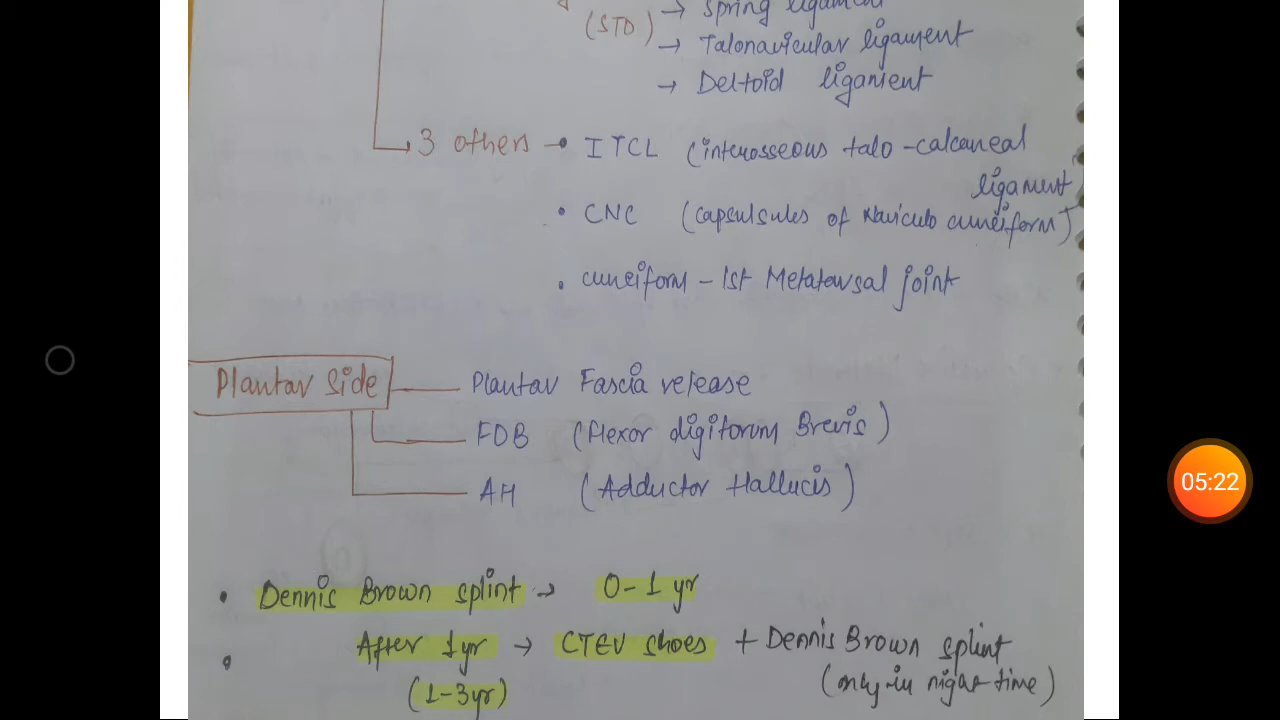 → Spring ligament
(STD) → Talonavicular ligament
→ Deltoid ligament
3 others → • ITCL (interosseous talo-calcaneal
ligament)
• CNC (capsulsules of Naviculo cuneiform)
• cuneiform - 1st Metatarsal joint
Plantar Side Plantar Fascia release
FDB (flexor digitorum Brevis)
AH (Adductor Hallucis)
• Dennis Brown splint → 0-1 yr
• After 1yr → CTEV shoes + Dennis Brown splint
(1-3yr) (only in night time)
05:22